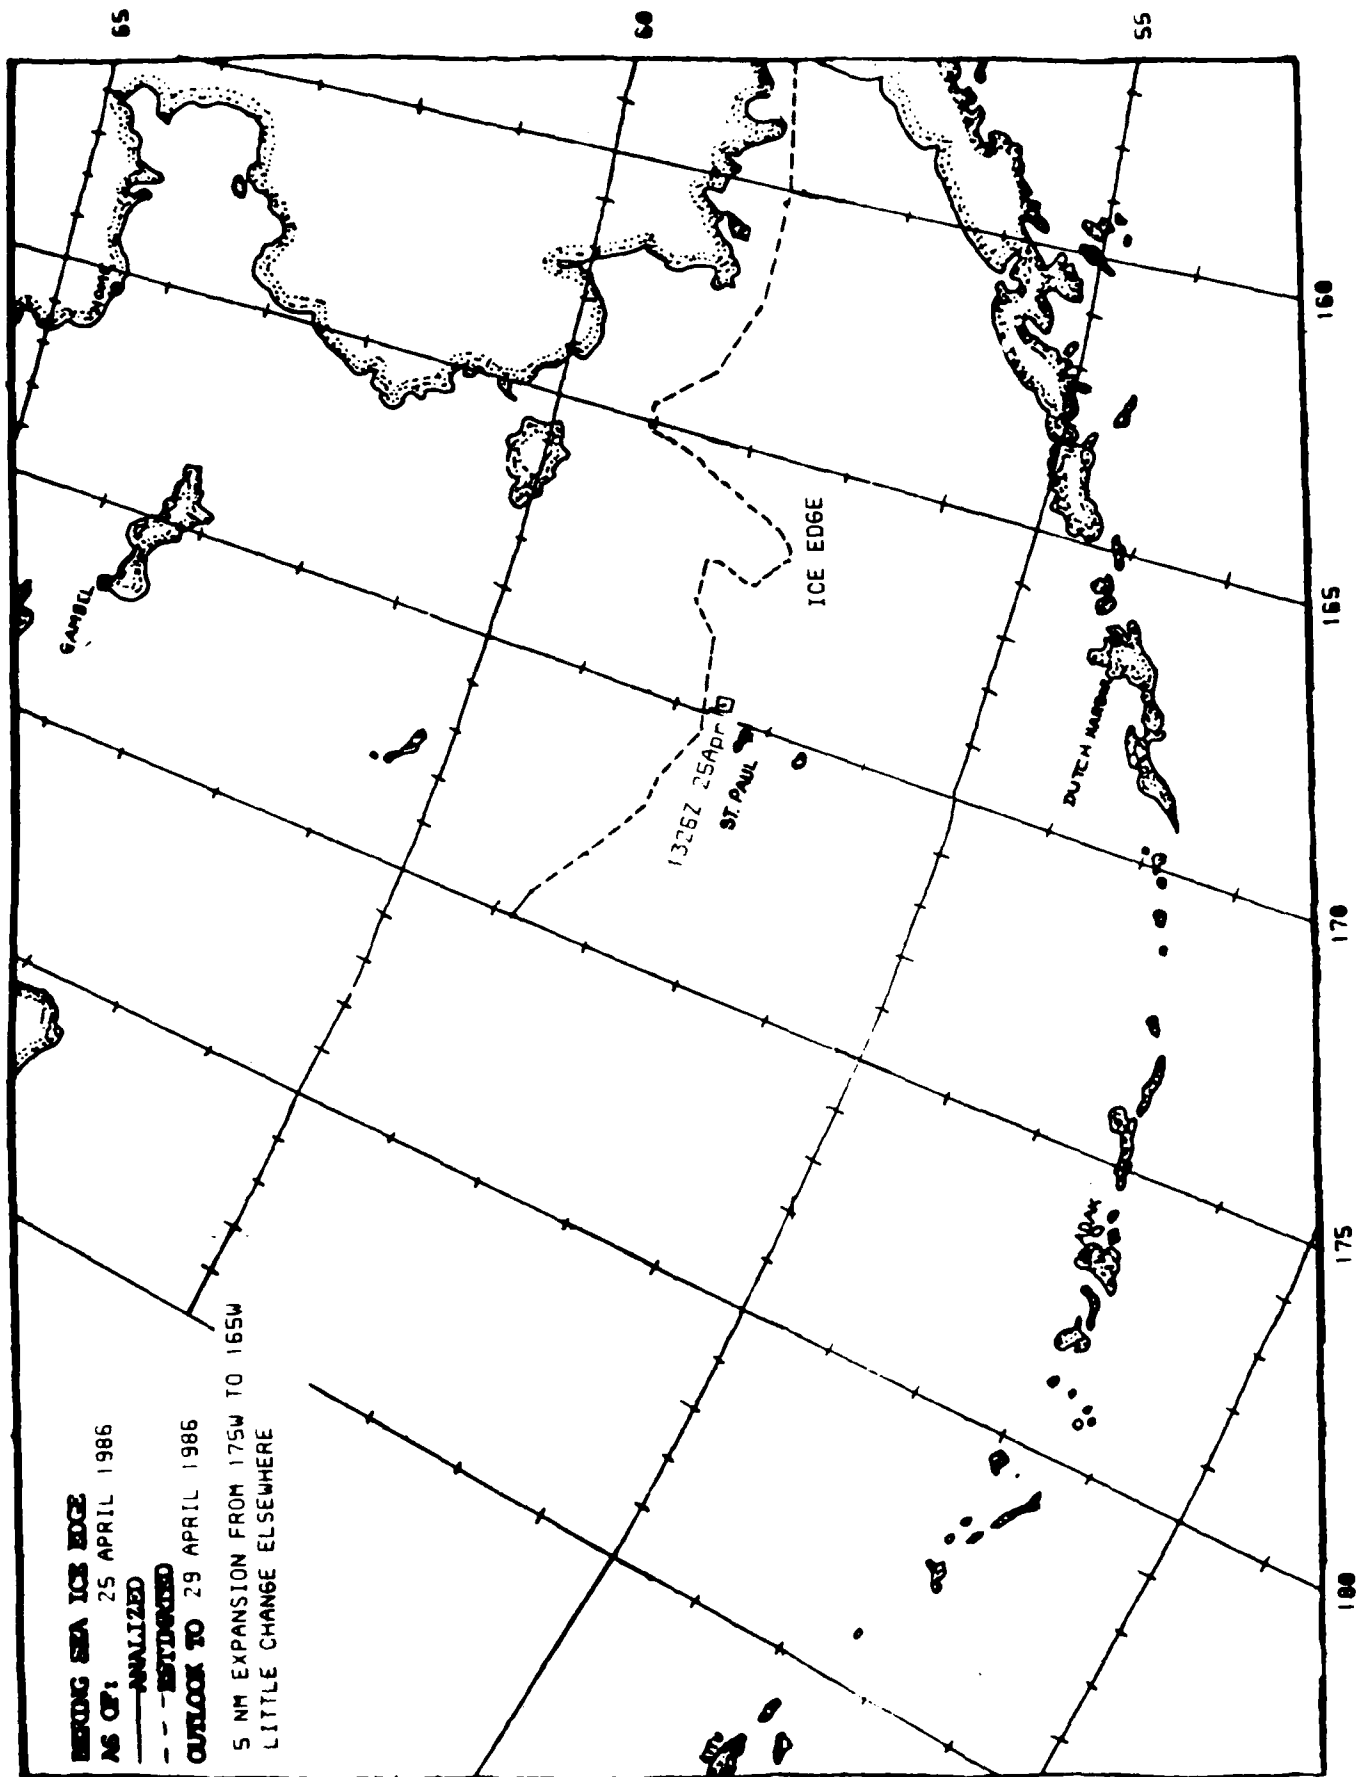 BERING SEA ICE EDGE
AS OF: 25 APRIL 1986
ANALIZED
--- ESTIMATED
OUTLOOK TO 29 APRIL 1986
5 NM EXPANSION FROM 175W TO 165W
LITTLE CHANGE ELSEWHERE
65
60
55
NOME
GAMBELL
ICE EDGE
1326Z 25Apr
ST. PAUL
DUTCH HARBOR
ADAK
180
175
170
165
160